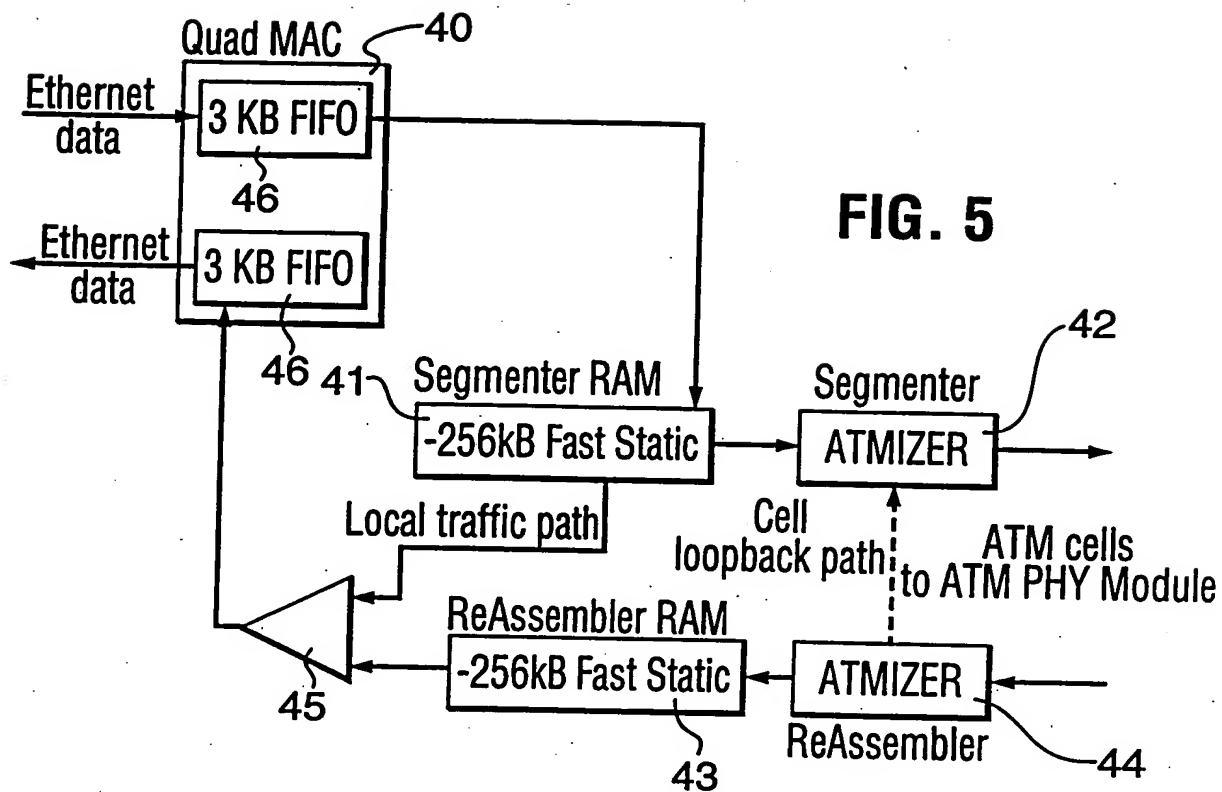 Quad MAC
40
Ethernet
data
3 KB FIFO
46
FIG. 5
Ethernet
data
3 KB FIFO
46
41
Segmenter RAM
-256kB Fast Static
Segmenter
42
ATMIZER
Local traffic path
Cell
loopback path
ATM cells
to ATM PHY Module
45
ReAssembler RAM
-256kB Fast Static
43
ATMIZER
ReAssembler
44